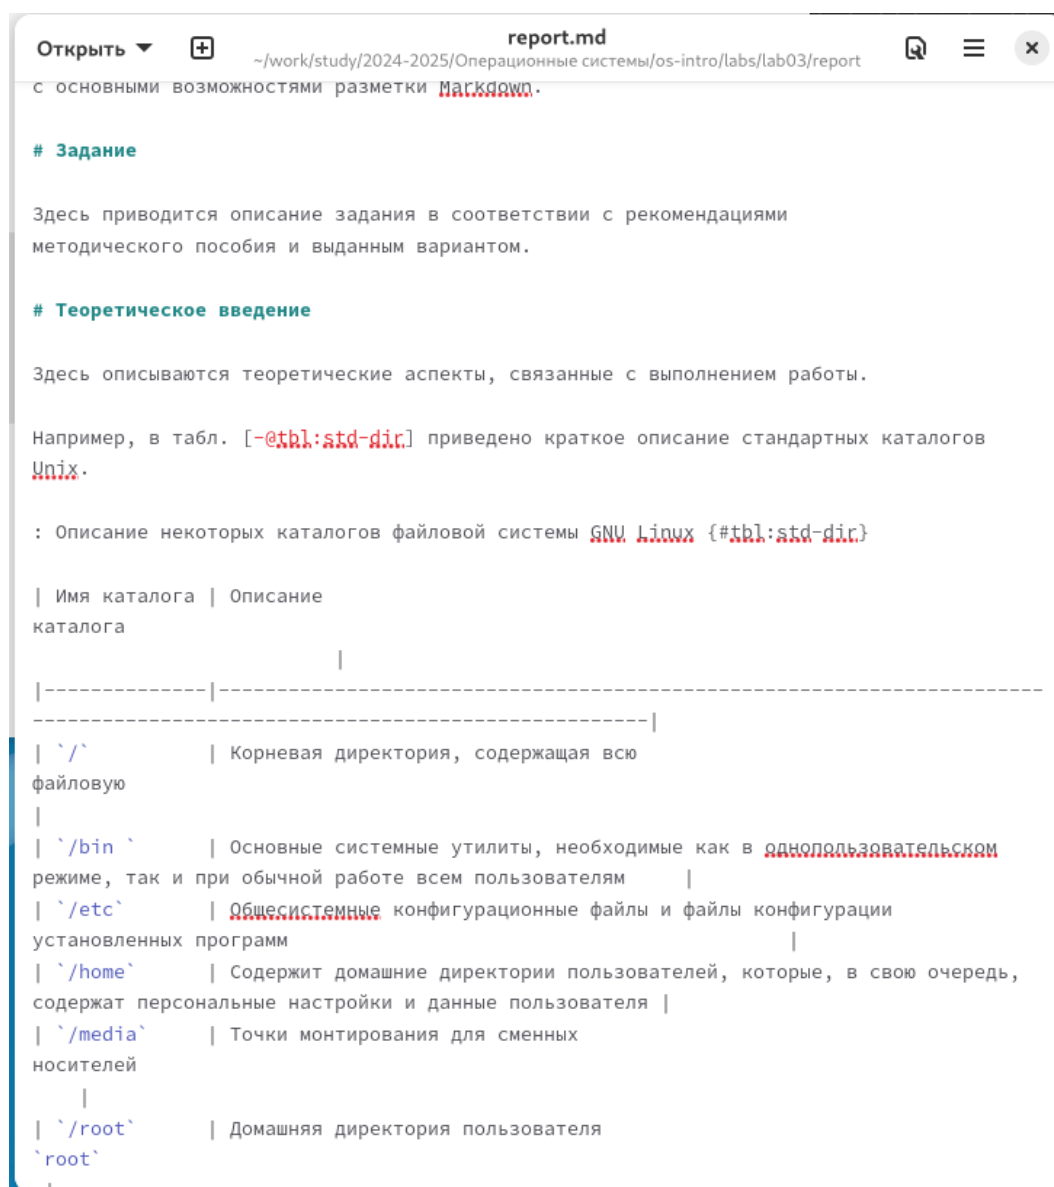 Открыть
report.md
~/work/study/2024-2025/Операционные системы/os-intro/labs/lab03/report
с основными возможностями разметки Markdown.
# Задание
Здесь приводится описание задания в соответствии с рекомендациями
методического пособия и выданным вариантом.
# Теоретическое введение
Здесь описываются теоретические аспекты, связанные с выполнением работы.
Например, в табл. [-@tbl:std-dir] приведено краткое описание стандартных каталогов
Unix.
: Описание некоторых каталогов файловой системы GNU Linux {#tbl:std-dir}
| Имя каталога | Описание
каталога
|
|--------------|-----------------------------------------------------------------------
-----------------------------------------------------|
| `/`          | Корневая директория, содержащая всю
файловую
|
| `/bin `      | Основные системные утилиты, необходимые как в однопользовательском
режиме, так и при обычной работе всем пользователям     |
| `/etc`       | Общесистемные конфигурационные файлы и файлы конфигурации
установленных программ                                           |
| `/home`      | Содержит домашние директории пользователей, которые, в свою очередь,
содержат персональные настройки и данные пользователя |
| `/media`     | Точки монтирования для сменных
носителей
|
| `/root`      | Домашняя директория пользователя
`root`
|